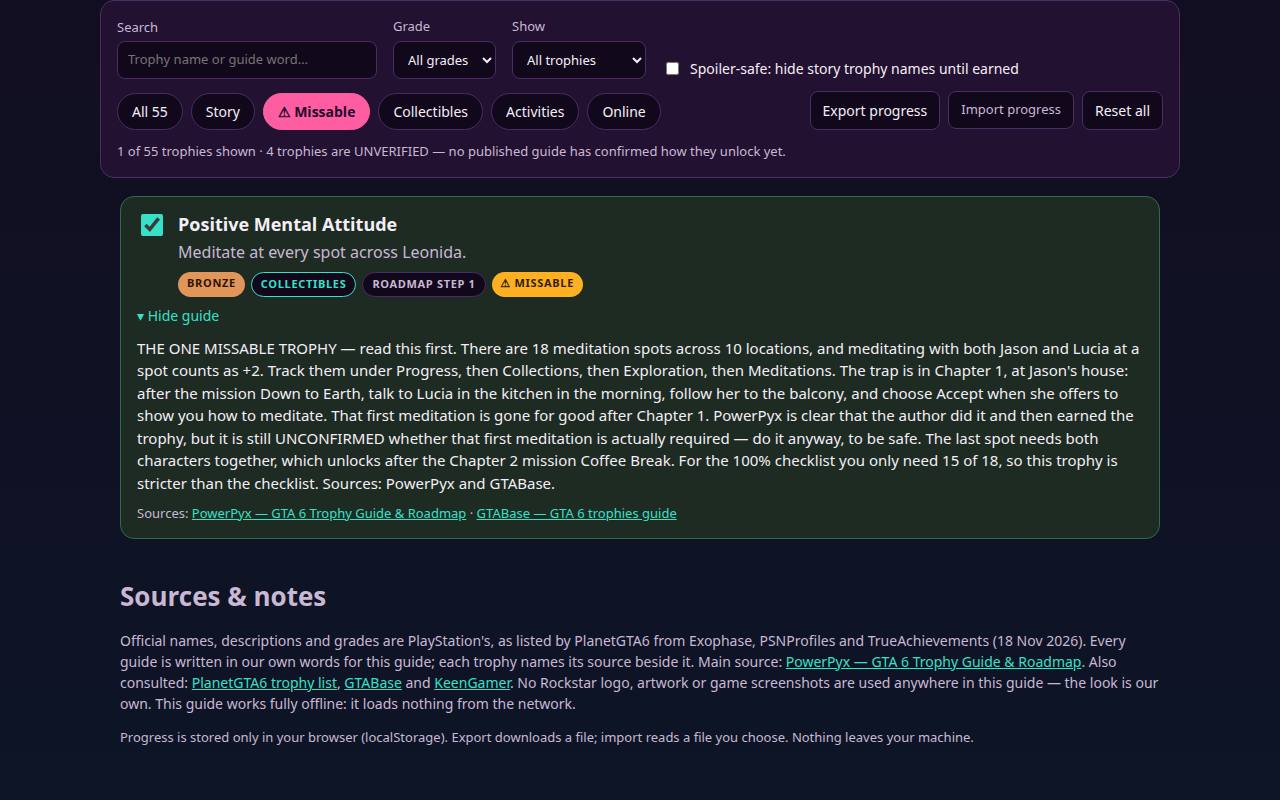 Search
Grade
Show
Trophy name or guide word...
All grades
All trophies
Spoiler-safe: hide story trophy names until earned
All 55
Story
⚠ Missable
Collectibles
Activities
Online
Export progress
Import progress
Reset all
1 of 55 trophies shown · 4 trophies are UNVERIFIED — no published guide has confirmed how they unlock yet.
Positive Mental Attitude
Meditate at every spot across Leonida.
BRONZE
COLLECTIBLES
ROADMAP STEP 1
⚠ MISSABLE
▾ Hide guide
THE ONE MISSABLE TROPHY — read this first. There are 18 meditation spots across 10 locations, and meditating with both Jason and Lucia at a
spot counts as +2. Track them under Progress, then Collections, then Exploration, then Meditations. The trap is in Chapter 1, at Jason's house:
after the mission Down to Earth, talk to Lucia in the kitchen in the morning, follow her to the balcony, and choose Accept when she offers to
show you how to meditate. That first meditation is gone for good after Chapter 1. PowerPyx is clear that the author did it and then earned the
trophy, but it is still UNCONFIRMED whether that first meditation is actually required — do it anyway, to be safe. The last spot needs both
characters together, which unlocks after the Chapter 2 mission Coffee Break. For the 100% checklist you only need 15 of 18, so this trophy is
stricter than the checklist. Sources: PowerPyx and GTABase.
Sources: PowerPyx — GTA 6 Trophy Guide & Roadmap · GTABase — GTA 6 trophies guide
Sources & notes
Official names, descriptions and grades are PlayStation's, as listed by PlanetGTA6 from Exophase, PSNProfiles and TrueAchievements (18 Nov 2026). Every
guide is written in our own words for this guide; each trophy names its source beside it. Main source: PowerPyx — GTA 6 Trophy Guide & Roadmap. Also
consulted: PlanetGTA6 trophy list, GTABase and KeenGamer. No Rockstar logo, artwork or game screenshots are used anywhere in this guide — the look is our
own. This guide works fully offline: it loads nothing from the network.
Progress is stored only in your browser (localStorage). Export downloads a file; import reads a file you choose. Nothing leaves your machine.